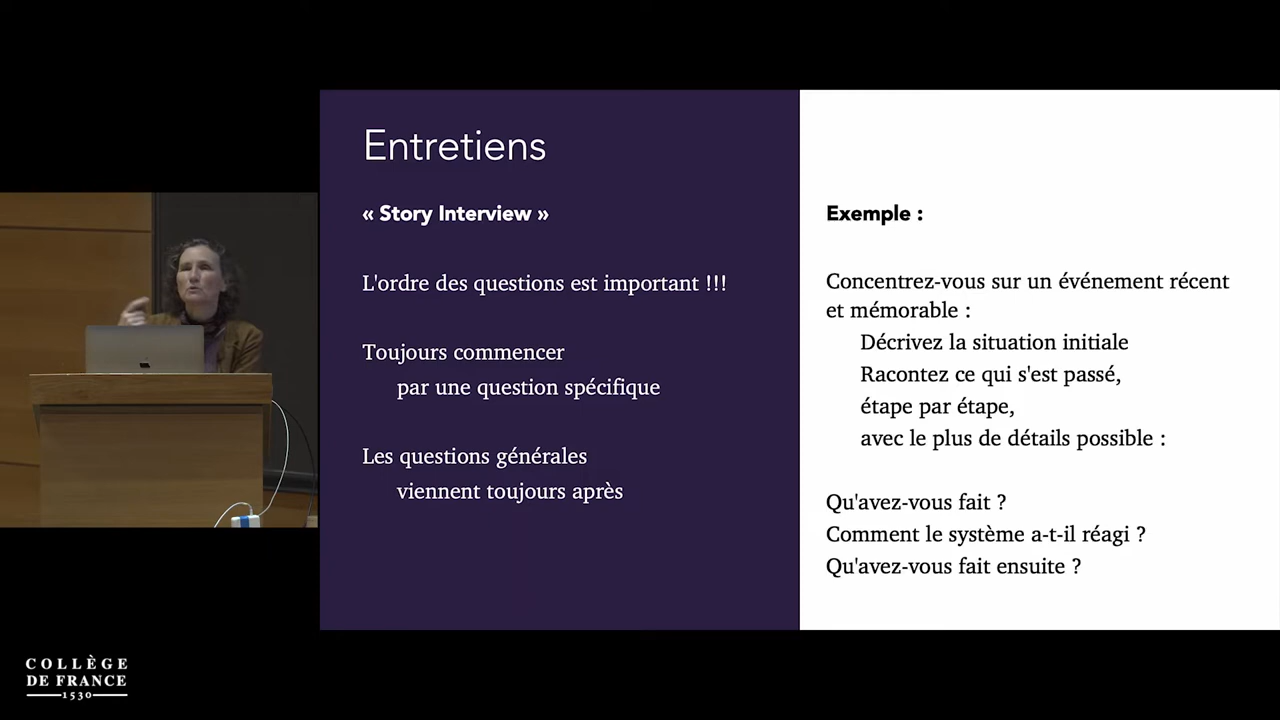 Entretiens
« Story Interview »
L'ordre des questions est important !!!
Toujours commencer
par une question spécifique
Les questions générales
viennent toujours après
Exemple :
Concentrez-vous sur un événement récent
et mémorable :
Décrivez la situation initiale
Racontez ce qui s'est passé,
étape par étape,
avec le plus de détails possible :
Qu'avez-vous fait ?
Comment le système a-t-il réagi ?
Qu'avez-vous fait ensuite ?
COLLÈGE
DE FRANCE
1530